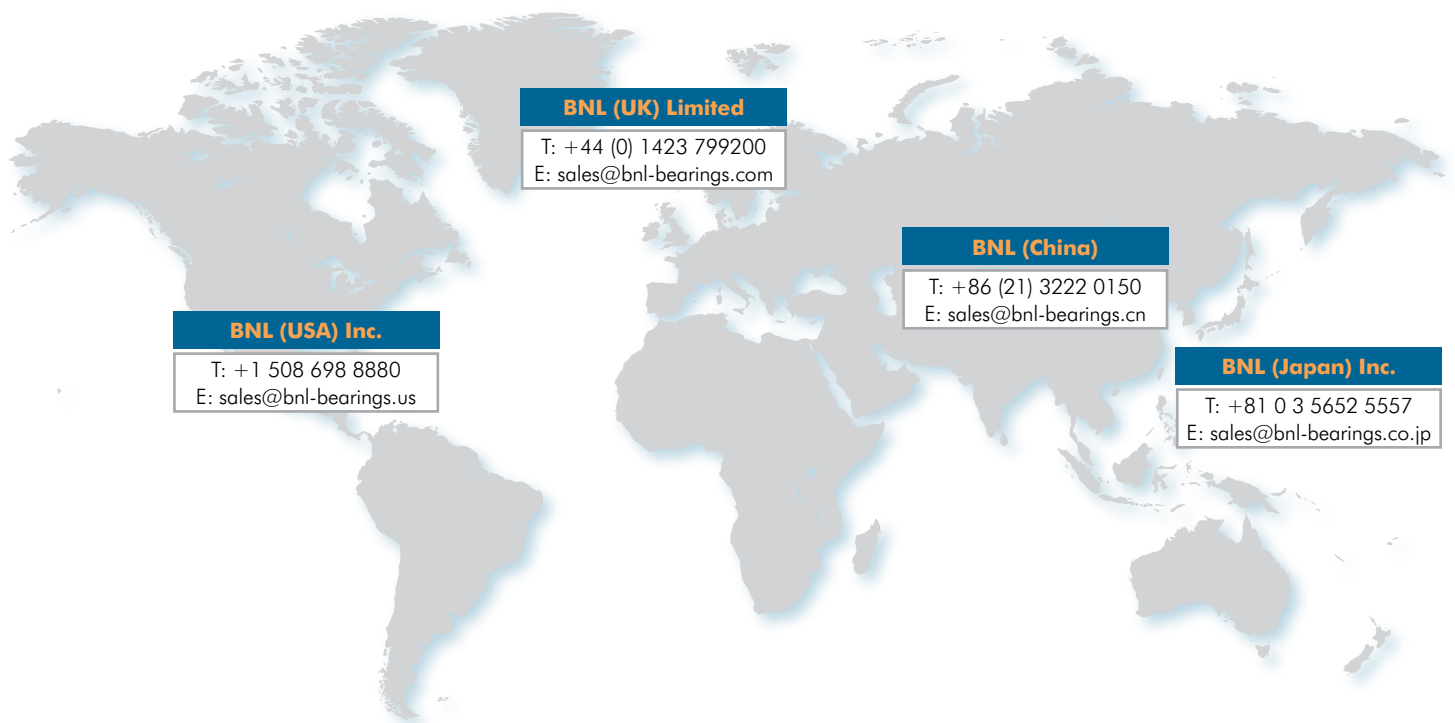 BNL (UK) Limited
T: +44 (0) 1423 799200
E: sales@bnl-bearings.com
BNL (China)
T: +86 (21) 3222 0150
E: sales@bnl-bearings.cn
BNL (USA) Inc.
T: +1 508 698 8880
E: sales@bnl-bearings.us
BNL (Japan) Inc.
T: +81 0 3 5652 5557
E: sales@bnl-bearings.co.jp